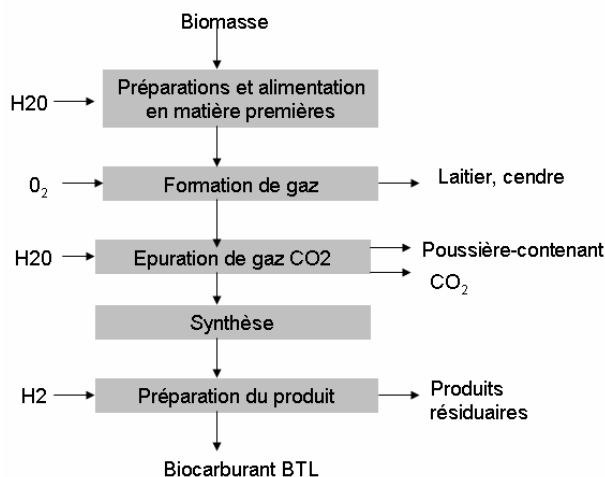 Biomasse
H20
Préparations et alimentation
en matière premières
0₂
Formation de gaz
Laitier, cendre
H20
Epuration de gaz CO2
Poussière-contenant
CO₂
Synthèse
H2
Préparation du produit
Produits
résiduaires
Biocarburant BTL